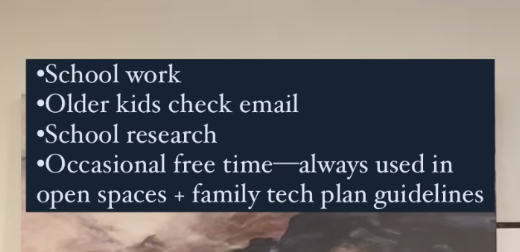 •School work
•Older kids check email
•School research
•Occasional free time—always used in
open spaces + family tech plan guidelines